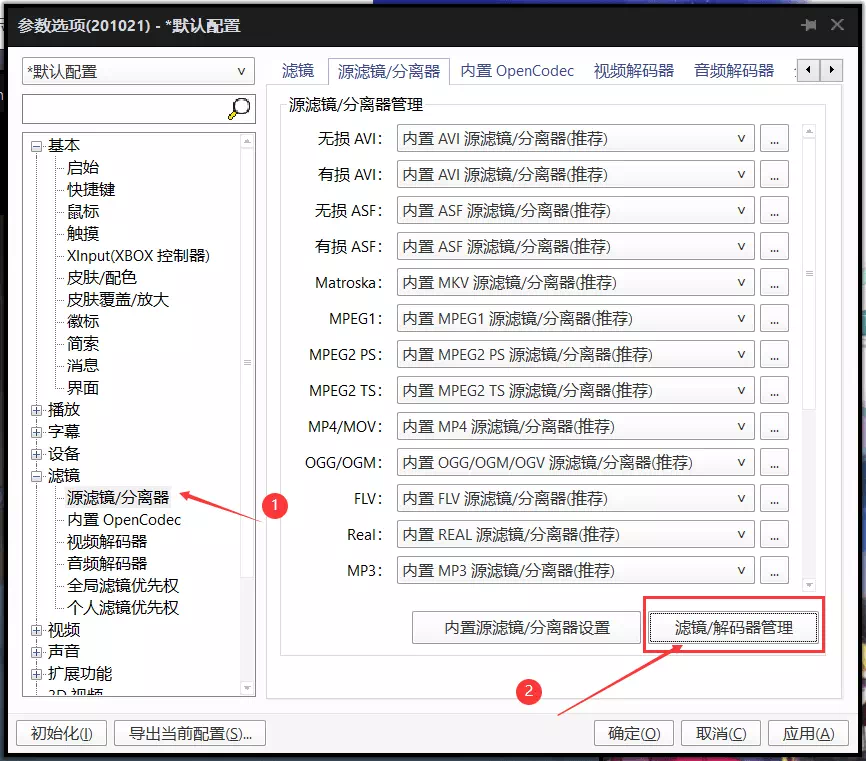 参数选项(201021) - *默认配置
*默认配置
滤镜 源滤镜/分离器 内置 OpenCodec 视频解码器 音频解码器
基本
启始
快捷键
鼠标
触摸
XInput(XBOX 控制器)
皮肤/配色
皮肤覆盖/放大
徽标
简索
消息
界面
播放
字幕
设备
滤镜
源滤镜/分离器
内置 OpenCodec
视频解码器
音频解码器
全局滤镜优先权
个人滤镜优先权
视频
声音
扩展功能
3D 视频
1
源滤镜/分离器管理
无损 AVI: 内置 AVI 源滤镜/分离器(推荐) ...
有损 AVI: 内置 AVI 源滤镜/分离器(推荐) ...
无损 ASF: 内置 ASF 源滤镜/分离器(推荐) ...
有损 ASF: 内置 ASF 源滤镜/分离器(推荐) ...
Matroska: 内置 MKV 源滤镜/分离器(推荐) ...
MPEG1: 内置 MPEG1 源滤镜/分离器(推荐) ...
MPEG2 PS: 内置 MPEG2 PS 源滤镜/分离器(推荐) ...
MPEG2 TS: 内置 MPEG2 TS 源滤镜/分离器(推荐) ...
MP4/MOV: 内置 MP4 源滤镜/分离器(推荐) ...
OGG/OGM: 内置 OGG/OGM/OGV 源滤镜/分离器(推荐) ...
FLV: 内置 FLV 源滤镜/分离器(推荐) ...
Real: 内置 REAL 源滤镜/分离器(推荐) ...
MP3: 内置 MP3 源滤镜/分离器(推荐) ...
内置源滤镜/分离器设置 滤镜/解码器管理
2
初始化(I) 导出当前配置(S)... 确定(O) 取消(C) 应用(A)